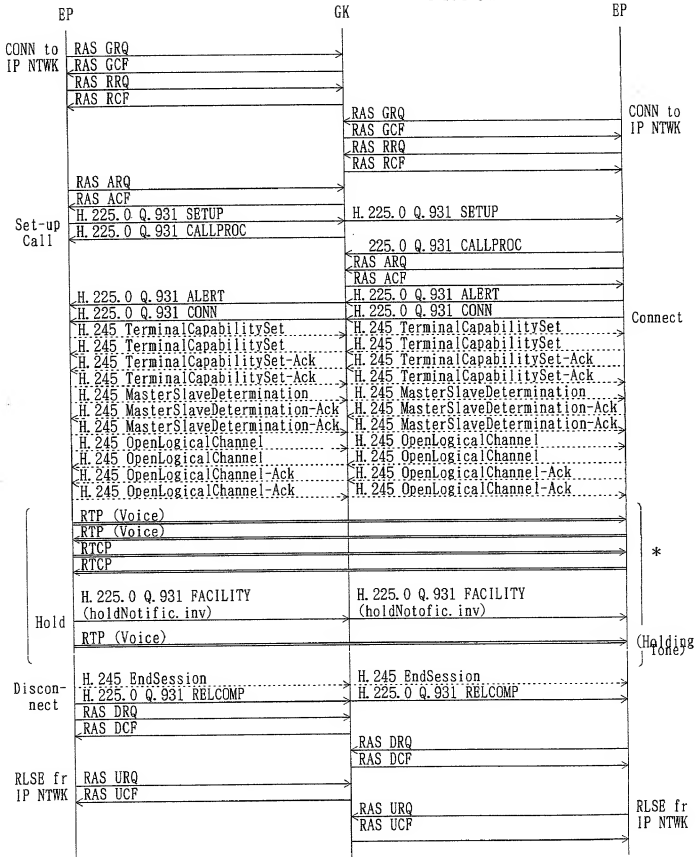 EP GK EP
CONN to IP NTWK
RAS GRQ
RAS GCF
RAS RRQ
RAS RCF
RAS GRQ
CONN to IP NTWK
RAS GCF
RAS RRQ
RAS RCF
RAS ARQ
RAS ACF
Set-up Call
H.225.0 Q.931 SETUP H.225.0 Q.931 SETUP
H.225.0 Q.931 CALLPROC
225.0 Q.931 CALLPROC
RAS ARQ
RAS ACF
H.225.0 Q.931 ALERT H.225.0 Q.931 ALERT
H.225.0 Q.931 CONN H.225.0 Q.931 CONN Connect
H.245 TerminalCapabilitySet H.245 TerminalCapabilitySet
H.245 TerminalCapabilitySet H.245 TerminalCapabilitySet
H.245 TerminalCapabilitySet-Ack H.245 TerminalCapabilitySet-Ack
H.245 TerminalCapabilitySet-Ack H.245 TerminalCapabilitySet-Ack
H.245 MasterSlaveDetermination H.245 MasterSlaveDetermination
H.245 MasterSlaveDetermination-Ack H.245 MasterSlaveDetermination-Ack
H.245 MasterSlaveDetermination-Ack H.245 MasterSlaveDetermination-Ack
H.245 OpenLogicalChannel H.245 OpenLogicalChannel
H.245 OpenLogicalChannel H.245 OpenLogicalChannel
H.245 OpenLogicalChannel-Ack H.245 OpenLogicalChannel-Ack
H.245 OpenLogicalChannel-Ack H.245 OpenLogicalChannel-Ack
RTP (Voice)
RTP (Voice)
RTCP *
RTCP
H.225.0 Q.931 FACILITY H.225.0 Q.931 FACILITY
Hold (holdNotific.inv) (holdNotofic.inv)
RTP (Voice) (Holding Tone)
H.245 EndSession H.245 EndSession
Discon-nect
H.225.0 Q.931 RELCOMP H.225.0 Q.931 RELCOMP
RAS DRQ
RAS DCF
RAS DRQ
RAS DCF
RLSE fr IP NTWK
RAS URQ
RAS UCF
RAS URQ
RLSE fr IP NTWK
RAS UCF